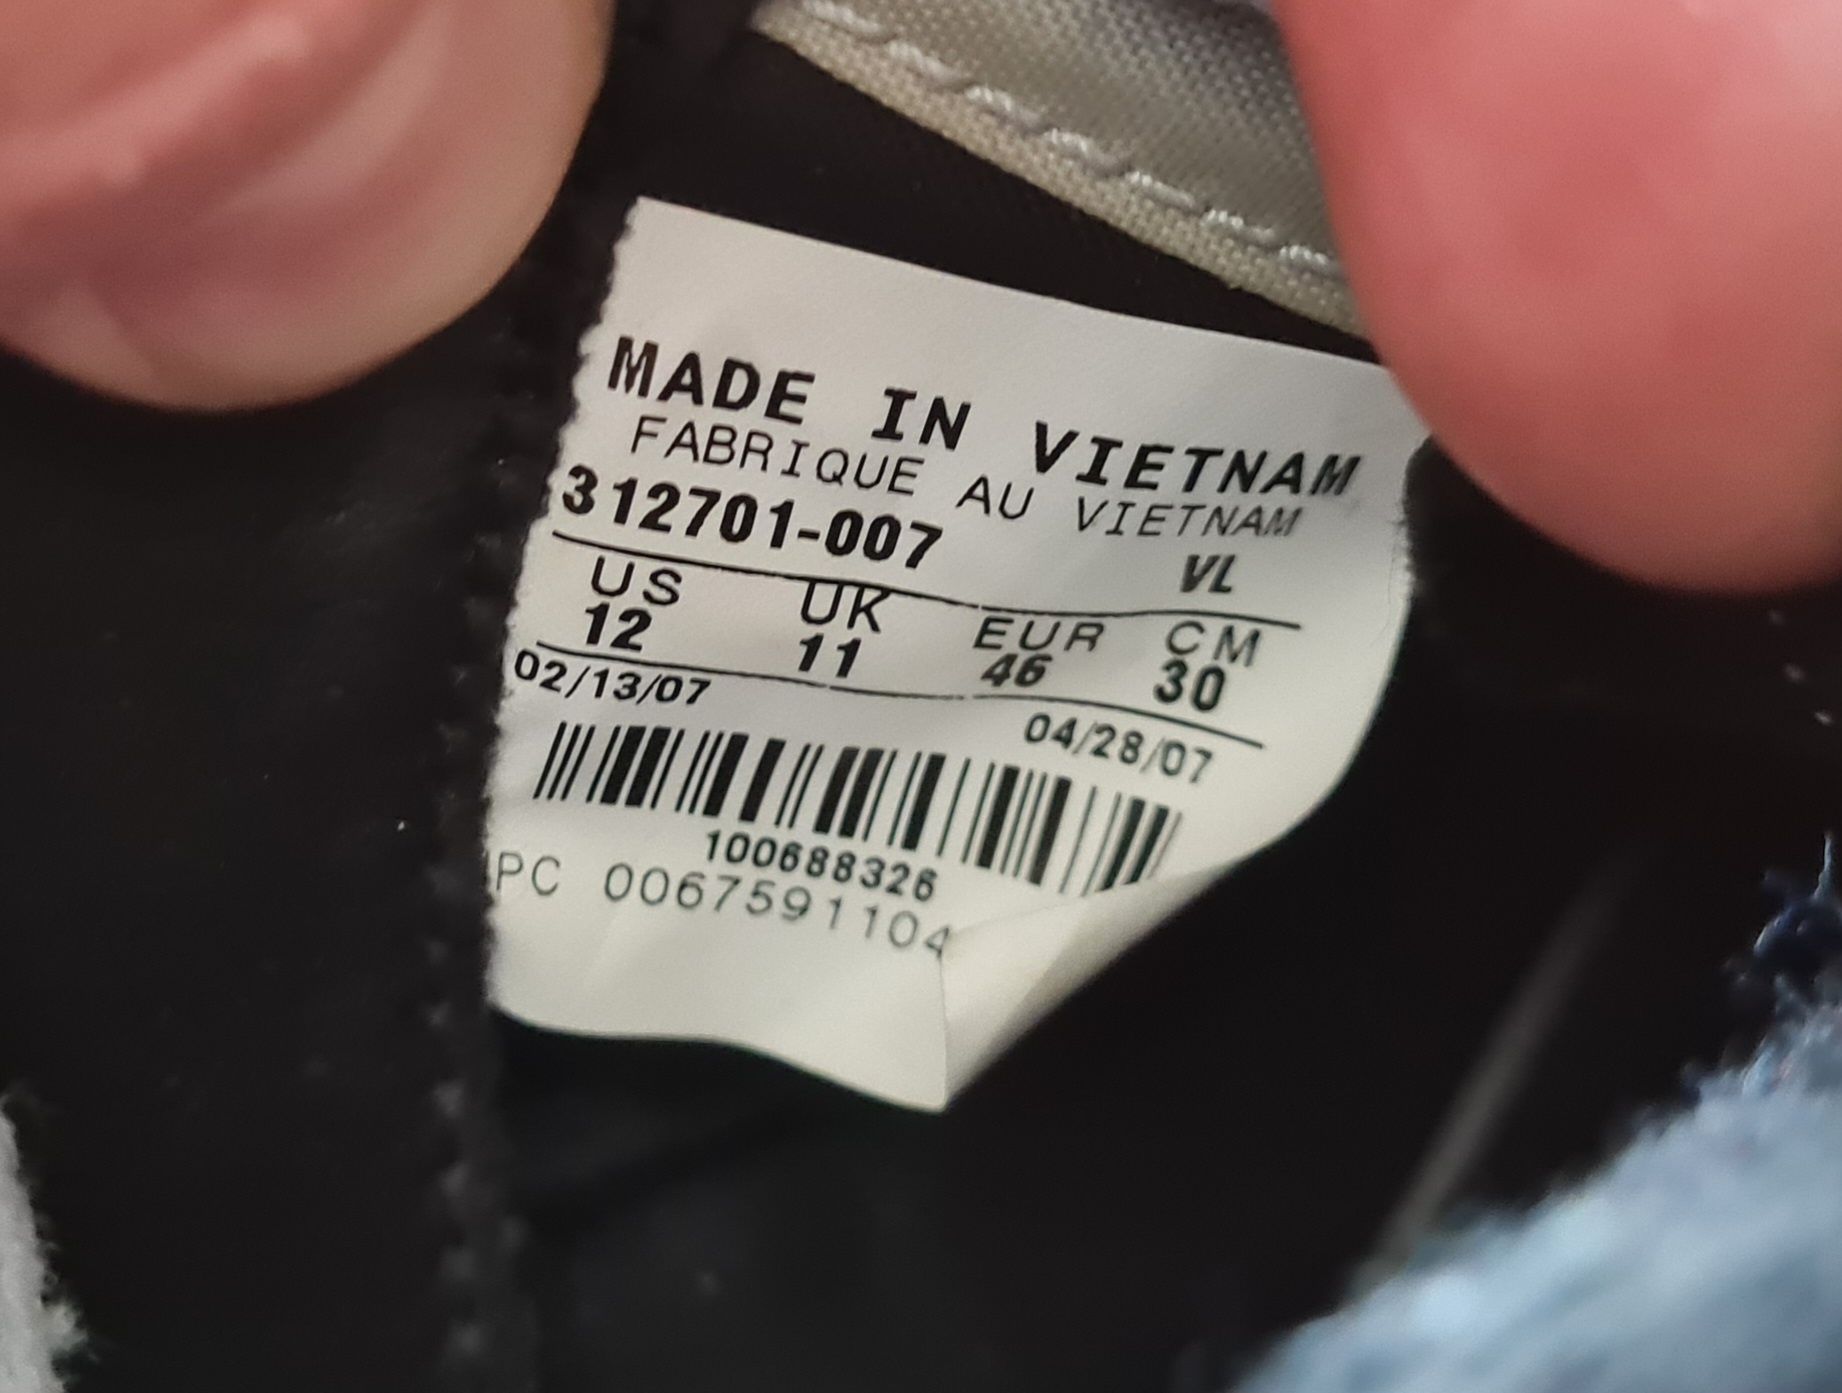 MADE IN VIETNAM
FABRIQUE AU VIETNAM
312701-007 VL
US UK EUR CM
12 11 46 30
02/13/07 04/28/07
100688326
PC 0067591104